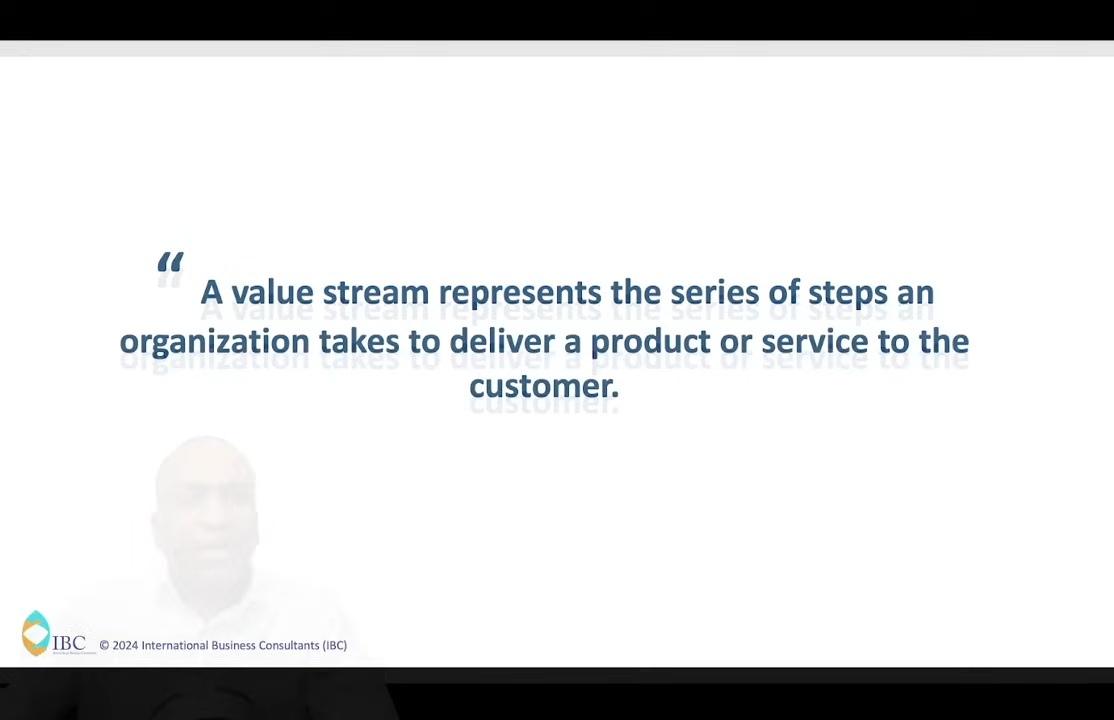 “ A value stream represents the series of steps an
organization takes to deliver a product or service to the
customer.
IBC © 2024 International Business Consultants (IBC)